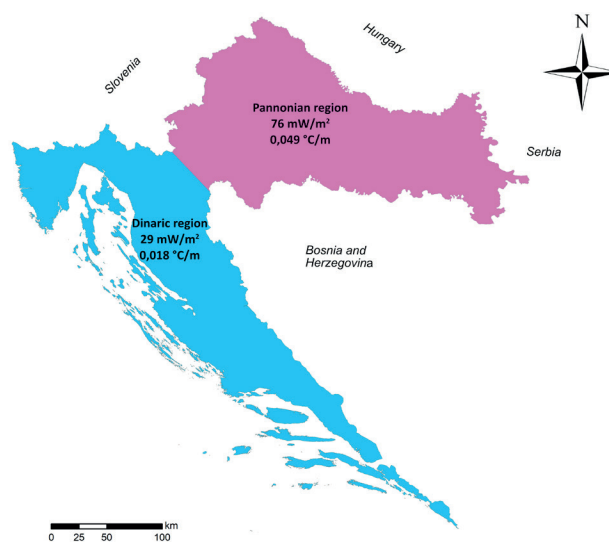 Hungary
N
Slovenia
Pannonian region
76 mW/m²
0,049 °C/m
Serbia
Dinaric region
29 mW/m²
0,018 °C/m
Bosnia and
Herzegovina
km
0 25 50 100